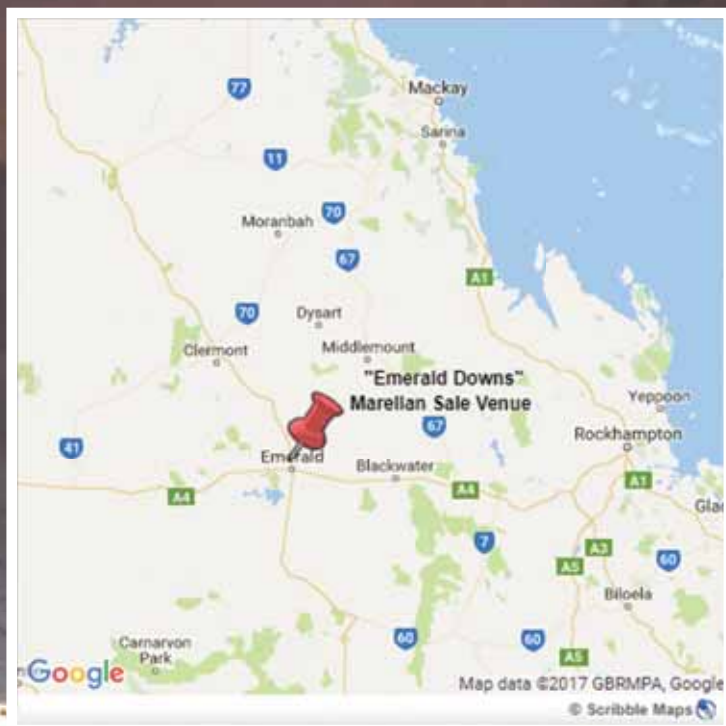 Mackay
77
Sarina
11
70
Moranbah
67
A1
70
Dysart
Clermont
Middlemount
"Emerald Downs"
Marellan Sale Venue
Yeppoon
67
41
Rockhampton
Emerald
Blackwater
A4
A4
A1
Gla
7
A3
60
A5
Biloela
60
60
Carnarvon
Park
A5
n
Google
Map data ©2017 GBRMPA, Google
© Scribble Maps